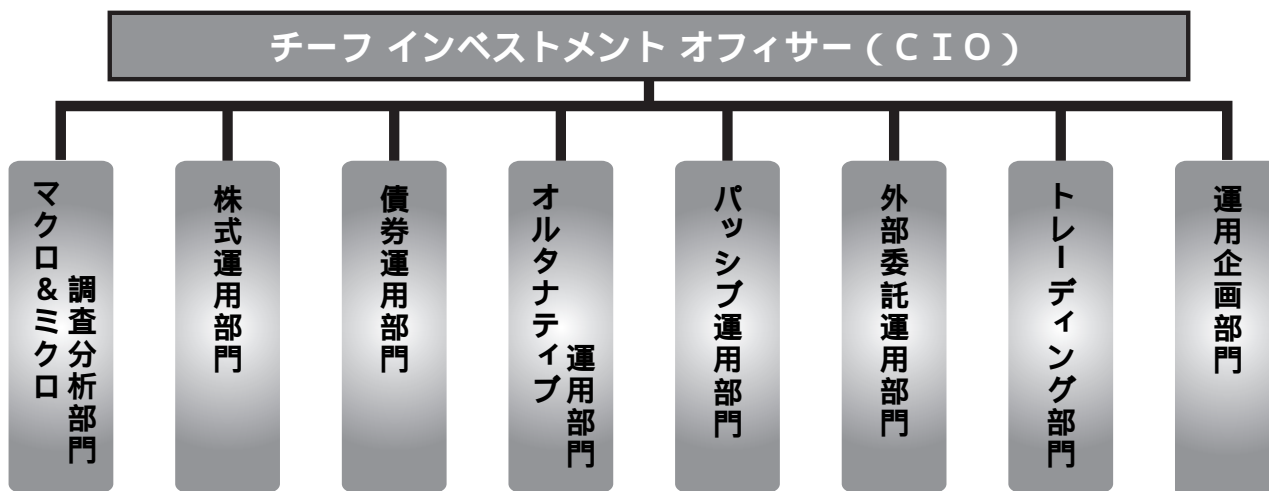 チーフ インベストメント オフィサー(CIO)
マクロ&ミクロ
調査分析部門
株式運用部門
債券運用部門
オルタナティブ
運用部門
パッシブ運用部門
外部委託運用部門
トレーディング部門
運用企画部門